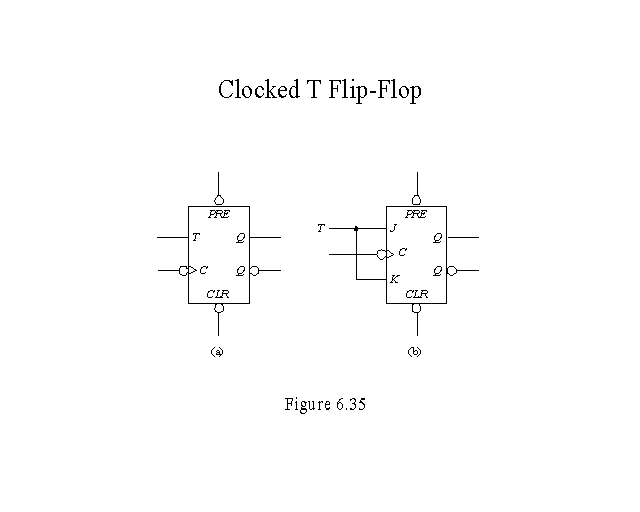 Clocked T Flip-Flop
PRE
T Q
C Q
CLR
(a)
T
PRE
J
Q
C
Q
K
CLR
(b)
Figure 6.35